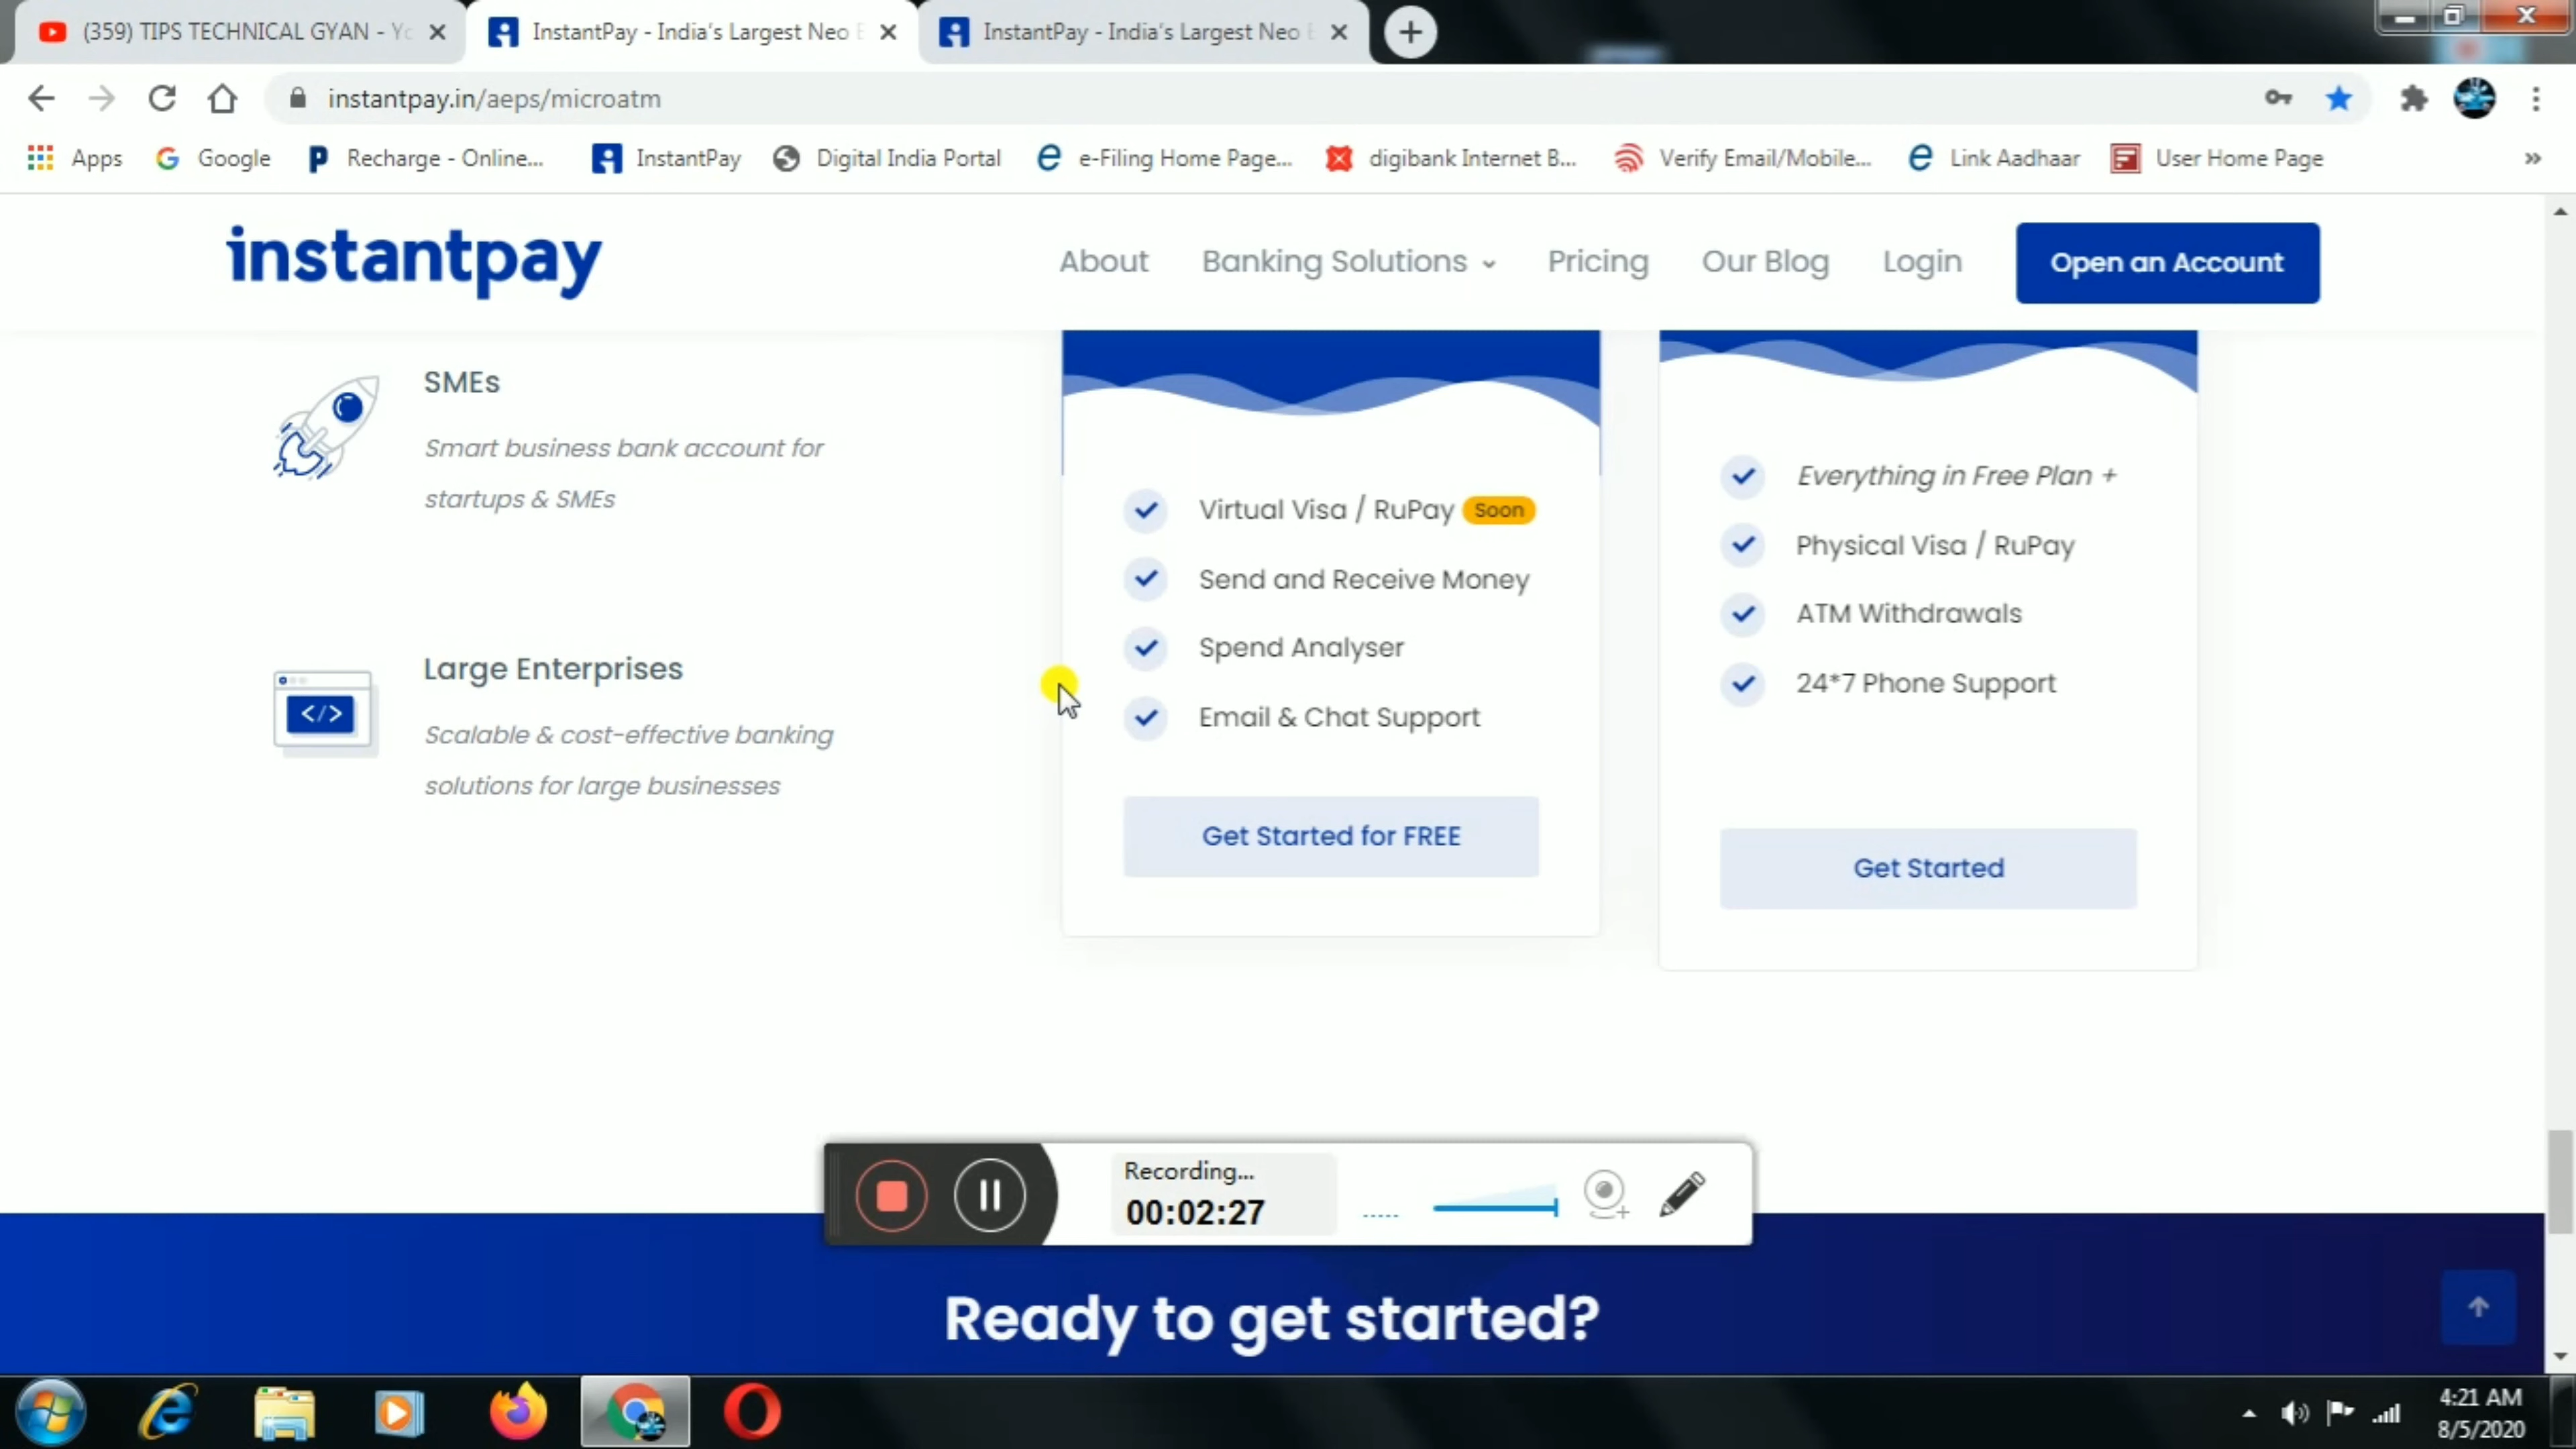 (359) TIPS TECHNICAL GYAN - Yo
InstantPay - India's Largest Neo B
InstantPay - India's Largest Neo B
instantpay.in/aeps/microatm
Apps
Google
Recharge - Online...
InstantPay
Digital India Portal
e-Filing Home Page...
digibank Internet B...
Verify Email/Mobile...
Link Aadhaar
User Home Page
»
instantpay
About
Banking Solutions
Pricing
Our Blog
Login
Open an Account
SMEs
Smart business bank account for
startups & SMEs
Large Enterprises
Scalable & cost-effective banking
solutions for large businesses
</>
Virtual Visa / RuPay Soon
Send and Receive Money
Spend Analyser
Email & Chat Support
Get Started for FREE
Everything in Free Plan +
Physical Visa / RuPay
ATM Withdrawals
24*7 Phone Support
Get Started
Recording...
00:02:27
Ready to get started?
4:21 AM
8/5/2020